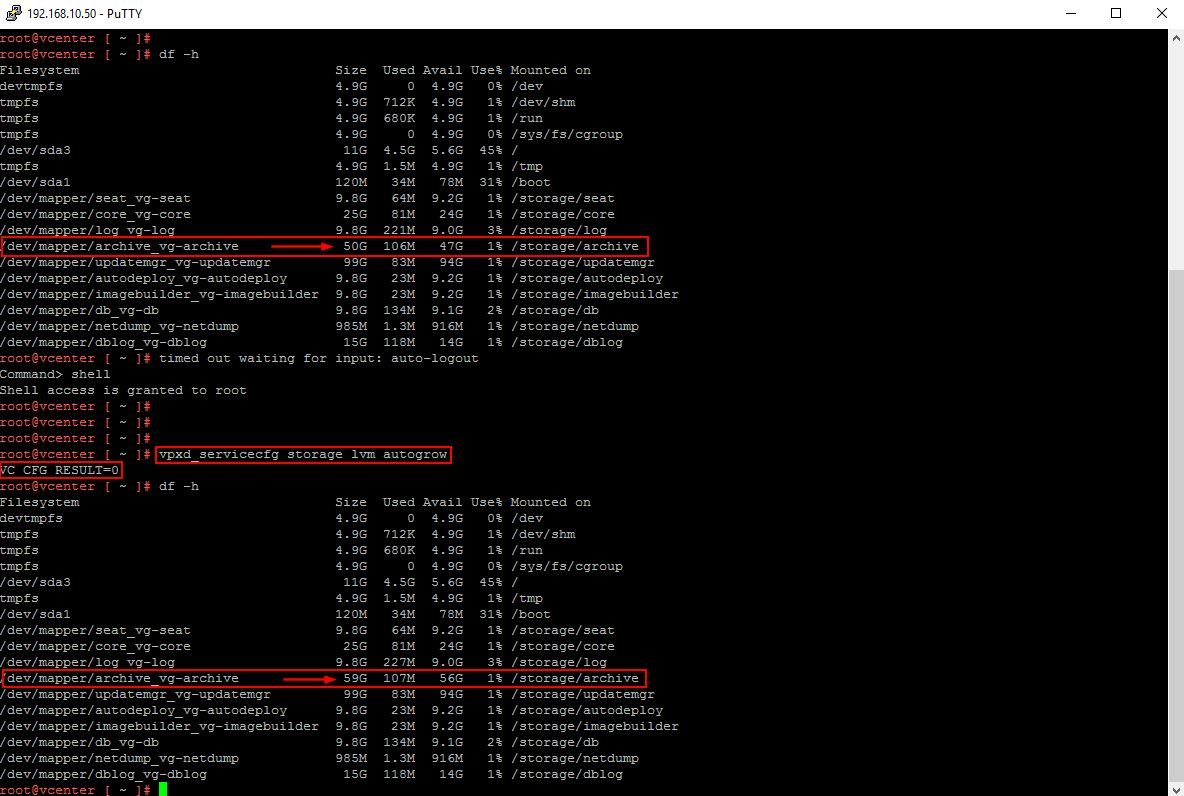 192.168.10.50 - PuTTY
root@vcenter [ ~ ]#
root@vcenter [ ~ ]# df -h
Filesystem                                Size  Used Avail Use% Mounted on
devtmpfs                                  4.9G     0  4.9G   0% /dev
tmpfs                                     4.9G  712K  4.9G   1% /dev/shm
tmpfs                                     4.9G  680K  4.9G   1% /run
tmpfs                                     4.9G     0  4.9G   0% /sys/fs/cgroup
/dev/sda3                                  11G  4.5G  5.6G  45% /
tmpfs                                     4.9G  1.5M  4.9G   1% /tmp
/dev/sda1                                 120M   34M   78M  31% /boot
/dev/mapper/seat_vg-seat                  9.8G   64M  9.2G   1% /storage/seat
/dev/mapper/core_vg-core                   25G   81M   24G   1% /storage/core
/dev/mapper/log_vg-log                    9.8G  221M  9.0G   3% /storage/log
/dev/mapper/archive_vg-archive             50G  106M   47G   1% /storage/archive
/dev/mapper/updatemgr_vg-updatemgr         99G   83M   94G   1% /storage/updatemgr
/dev/mapper/autodeploy_vg-autodeploy      9.8G   23M  9.2G   1% /storage/autodeploy
/dev/mapper/imagebuilder_vg-imagebuilder  9.8G   23M  9.2G   1% /storage/imagebuilder
/dev/mapper/db_vg-db                      9.8G  134M  9.1G   2% /storage/db
/dev/mapper/netdump_vg-netdump            985M  1.3M  916M   1% /storage/netdump
/dev/mapper/dblog_vg-dblog                 15G  118M   14G   1% /storage/dblog
root@vcenter [ ~ ]# timed out waiting for input: auto-logout
Command> shell
Shell access is granted to root
root@vcenter [ ~ ]#
root@vcenter [ ~ ]#
root@vcenter [ ~ ]#
root@vcenter [ ~ ]# vpxd_servicecfg storage lvm autogrow
VC_CFG_RESULT=0
root@vcenter [ ~ ]# df -h
Filesystem                                Size  Used Avail Use% Mounted on
devtmpfs                                  4.9G     0  4.9G   0% /dev
tmpfs                                     4.9G  712K  4.9G   1% /dev/shm
tmpfs                                     4.9G  680K  4.9G   1% /run
tmpfs                                     4.9G     0  4.9G   0% /sys/fs/cgroup
/dev/sda3                                  11G  4.5G  5.6G  45% /
tmpfs                                     4.9G  1.5M  4.9G   1% /tmp
/dev/sda1                                 120M   34M   78M  31% /boot
/dev/mapper/seat_vg-seat                  9.8G   64M  9.2G   1% /storage/seat
/dev/mapper/core_vg-core                   25G   81M   24G   1% /storage/core
/dev/mapper/log_vg-log                    9.8G  227M  9.0G   3% /storage/log
/dev/mapper/archive_vg-archive             59G  107M   56G   1% /storage/archive
/dev/mapper/updatemgr_vg-updatemgr         99G   83M   94G   1% /storage/updatemgr
/dev/mapper/autodeploy_vg-autodeploy      9.8G   23M  9.2G   1% /storage/autodeploy
/dev/mapper/imagebuilder_vg-imagebuilder  9.8G   23M  9.2G   1% /storage/imagebuilder
/dev/mapper/db_vg-db                      9.8G  134M  9.1G   2% /storage/db
/dev/mapper/netdump_vg-netdump            985M  1.3M  916M   1% /storage/netdump
/dev/mapper/dblog_vg-dblog                 15G  118M   14G   1% /storage/dblog
root@vcenter [ ~ ]#